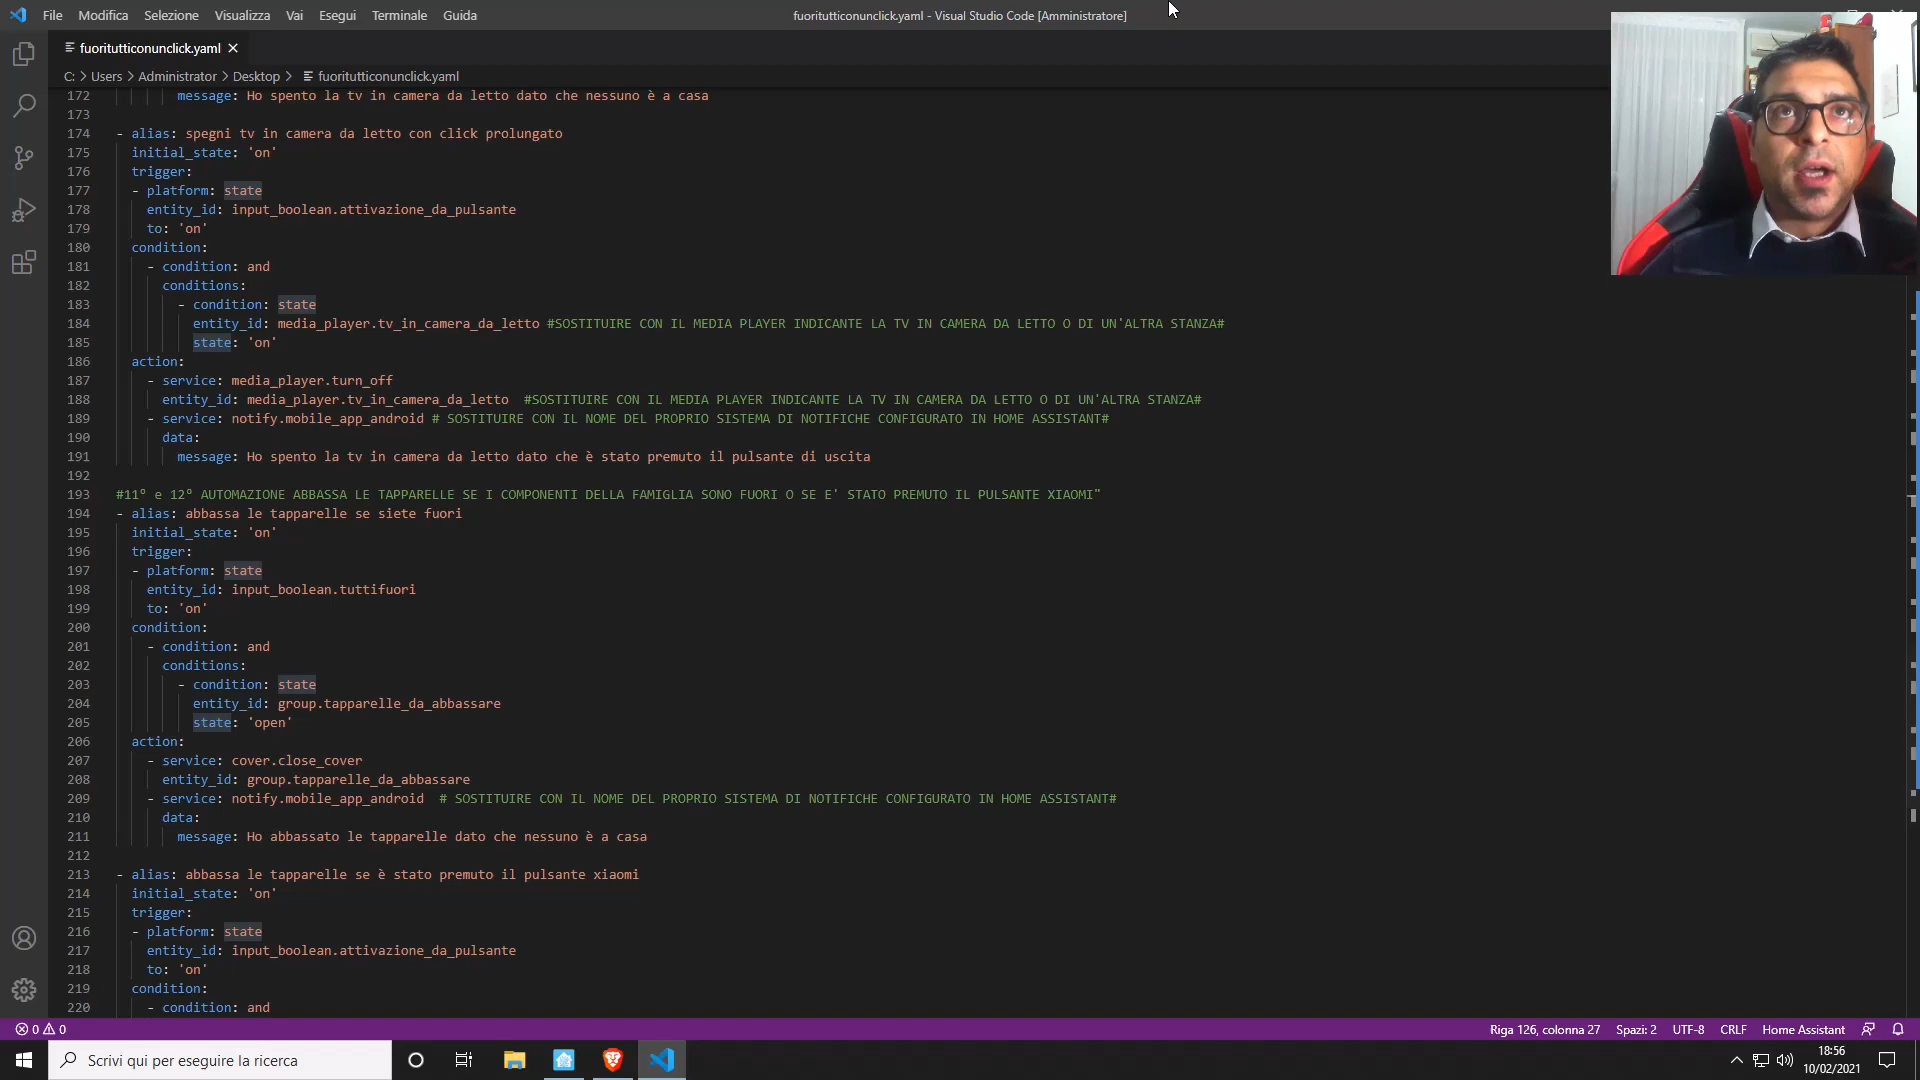 File Modifica Selezione Visualizza Vai Esegui Terminale Guida
fuoritutticonunclick.yaml - Visual Studio Code [Amministratore]
fuoritutticonunclick.yaml
C: > Users > Administrator > Desktop > fuoritutticonunclick.yaml
172 message: Ho spento la tv in camera da letto dato che nessuno è a casa
173
174 - alias: spegni tv in camera da letto con click prolungato
175 initial_state: 'on'
176 trigger:
177 - platform: state
178 entity_id: input_boolean.attivazione_da_pulsante
179 to: 'on'
180 condition:
181 - condition: and
182 conditions:
183 - condition: state
184 entity_id: media_player.tv_in_camera_da_letto #SOSTITUIRE CON IL MEDIA PLAYER INDICANTE LA TV IN CAMERA DA LETTO O DI UN'ALTRA STANZA#
185 state: 'on'
186 action:
187 - service: media_player.turn_off
188 entity_id: media_player.tv_in_camera_da_letto #SOSTITUIRE CON IL MEDIA PLAYER INDICANTE LA TV IN CAMERA DA LETTO O DI UN'ALTRA STANZA#
189 - service: notify.mobile_app_android # SOSTITUIRE CON IL NOME DEL PROPRIO SISTEMA DI NOTIFICHE CONFIGURATO IN HOME ASSISTANT#
190 data:
191 message: Ho spento la tv in camera da letto dato che è stato premuto il pulsante di uscita
192
193 #11° e 12° AUTOMAZIONE ABBASSA LE TAPPARELLE SE I COMPONENTI DELLA FAMIGLIA SONO FUORI O SE E' STATO PREMUTO IL PULSANTE XIAOMI"
194 - alias: abbassa le tapparelle se siete fuori
195 initial_state: 'on'
196 trigger:
197 - platform: state
198 entity_id: input_boolean.tuttifuori
199 to: 'on'
200 condition:
201 - condition: and
202 conditions:
203 - condition: state
204 entity_id: group.tapparelle_da_abbassare
205 state: 'open'
206 action:
207 - service: cover.close_cover
208 entity_id: group.tapparelle_da_abbassare
209 - service: notify.mobile_app_android # SOSTITUIRE CON IL NOME DEL PROPRIO SISTEMA DI NOTIFICHE CONFIGURATO IN HOME ASSISTANT#
210 data:
211 message: Ho abbassato le tapparelle dato che nessuno è a casa
212
213 - alias: abbassa le tapparelle se è stato premuto il pulsante xiaomi
214 initial_state: 'on'
215 trigger:
216 - platform: state
217 entity_id: input_boolean.attivazione_da_pulsante
218 to: 'on'
219 condition:
220 - condition: and
0 0
Riga 126, colonna 27 Spazi: 2 UTF-8 CRLF Home Assistant
Scrivi qui per eseguire la ricerca
18:56
10/02/2021